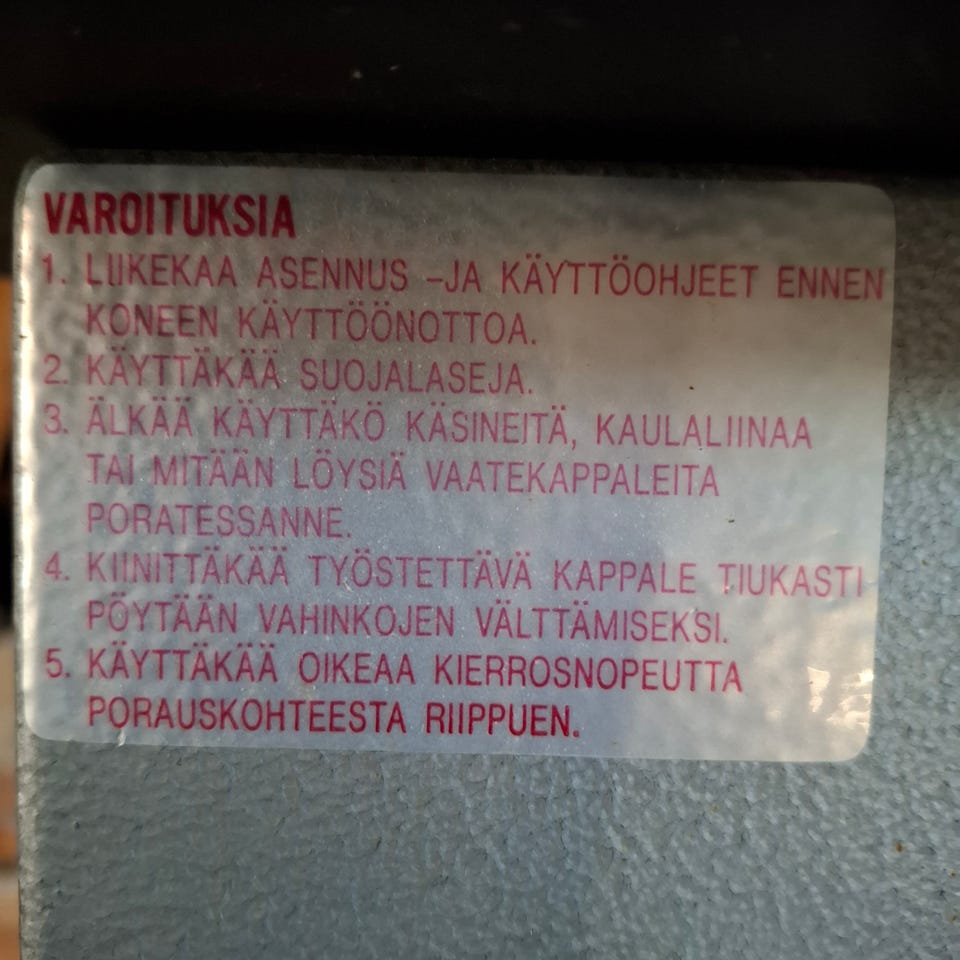 VAROITUKSIA
1. LUKEKAA ASENNUS -JA KÄYTTÖOHJEET ENNEN
KONEEN KÄYTTÖÖNOTTOA.
2. KÄYTTÄKÄÄ SUOJALASEJA.
3. ÄLKÄÄ KÄYTTÄKÖ KÄSINEITÄ, KAULALIINAA
TAI MITÄÄN LÖYSIÄ VAATEKAPPALEITA
PORATESSANNE.
4. KIINITTÄKÄÄ TYÖSTETTÄVÄ KAPPALE TIUKASTI
PÖYTÄÄN VAHINKOJEN VÄLTTÄMISEKSI.
5. KÄYTTÄKÄÄ OIKEAA KIERROSNOPEUTTA
PORAUSKOHTEESTA RIIPPUEN.